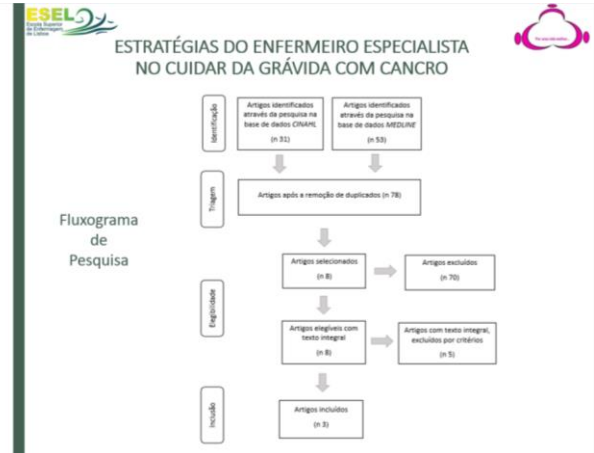 ESEL
Escola Superior
de Enfermagem
de Lisboa
ESTRATÉGIAS DO ENFERMEIRO ESPECIALISTA
NO CUIDAR DA GRÁVIDA COM CANCRO
Fluxograma
de
Pesquisa
Identificação
Artigos identificados
através da pesquisa na
base de dados CINAHL
(n 31)
Artigos identificados
através da pesquisa na
base de dados MEDLINE
(n 53)
Triagem
Artigos após a remoção de duplicados (n 78)
Elegibilidade
Artigos selecionados
(n 8)
Artigos excluídos
(n 70)
Artigos elegíveis com
texto integral
(n 8)
Artigos com texto integral,
excluídos por critérios
(n 5)
Inclusão
Artigos incluídos
(n 3)